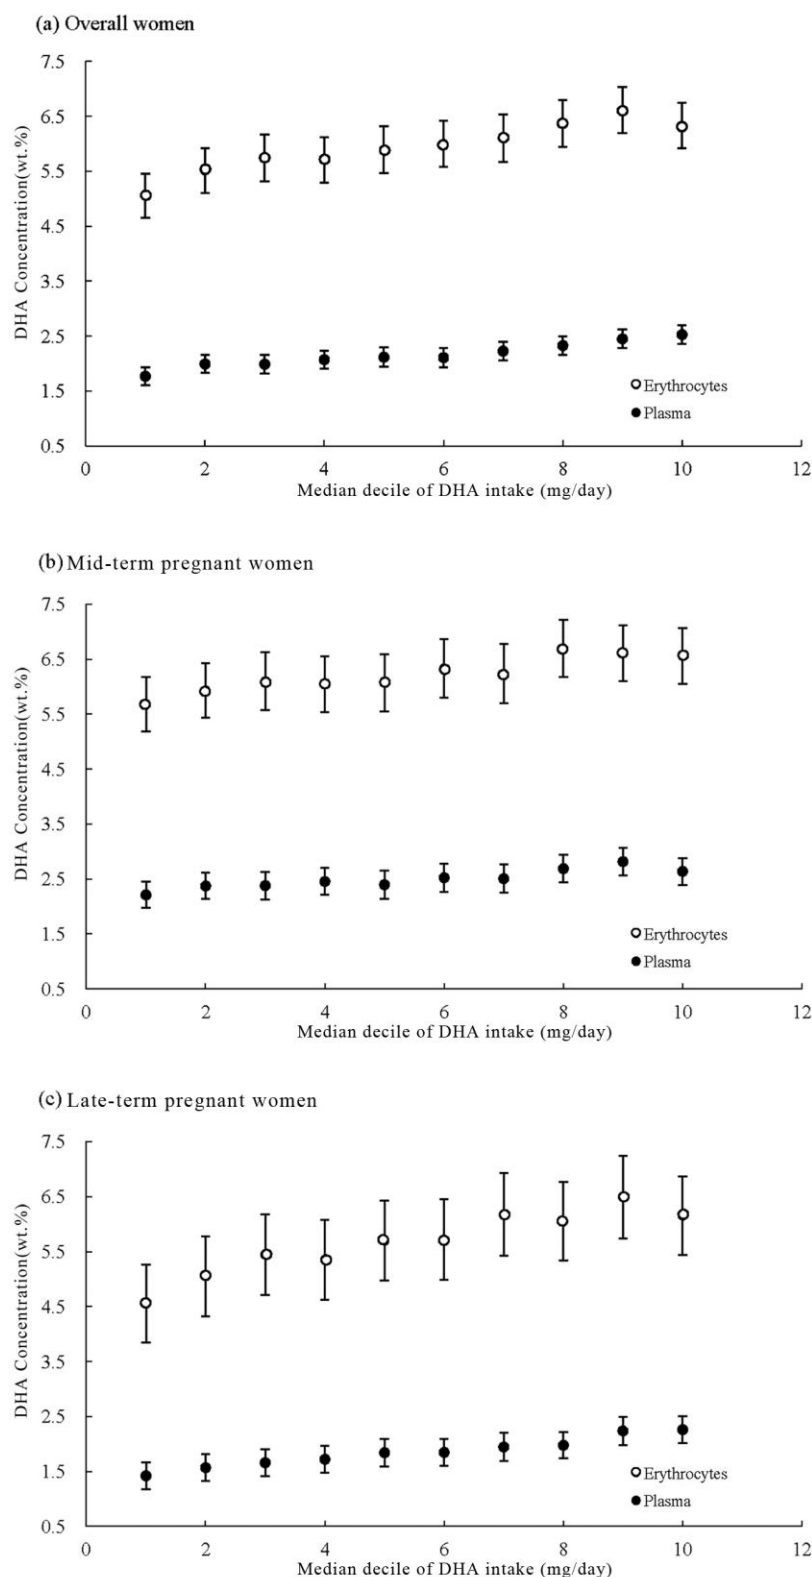 (a) Overall women
7.5
6.5
5.5
4.5
3.5
2.5
1.5
0.5
DHA Concentration(wt.%)
Erythrocytes
Plasma
0 2 4 6 8 10 12
Median decile of DHA intake (mg/day)
(b) Mid-term pregnant women
7.5
6.5
5.5
4.5
3.5
2.5
1.5
0.5
DHA Concentration(wt.%)
Erythrocytes
Plasma
0 2 4 6 8 10 12
Median decile of DHA intake (mg/day)
(c) Late-term pregnant women
7.5
6.5
5.5
4.5
3.5
2.5
1.5
0.5
DHA Concentration(wt.%)
Erythrocytes
Plasma
0 2 4 6 8 10 12
Median decile of DHA intake (mg/day)